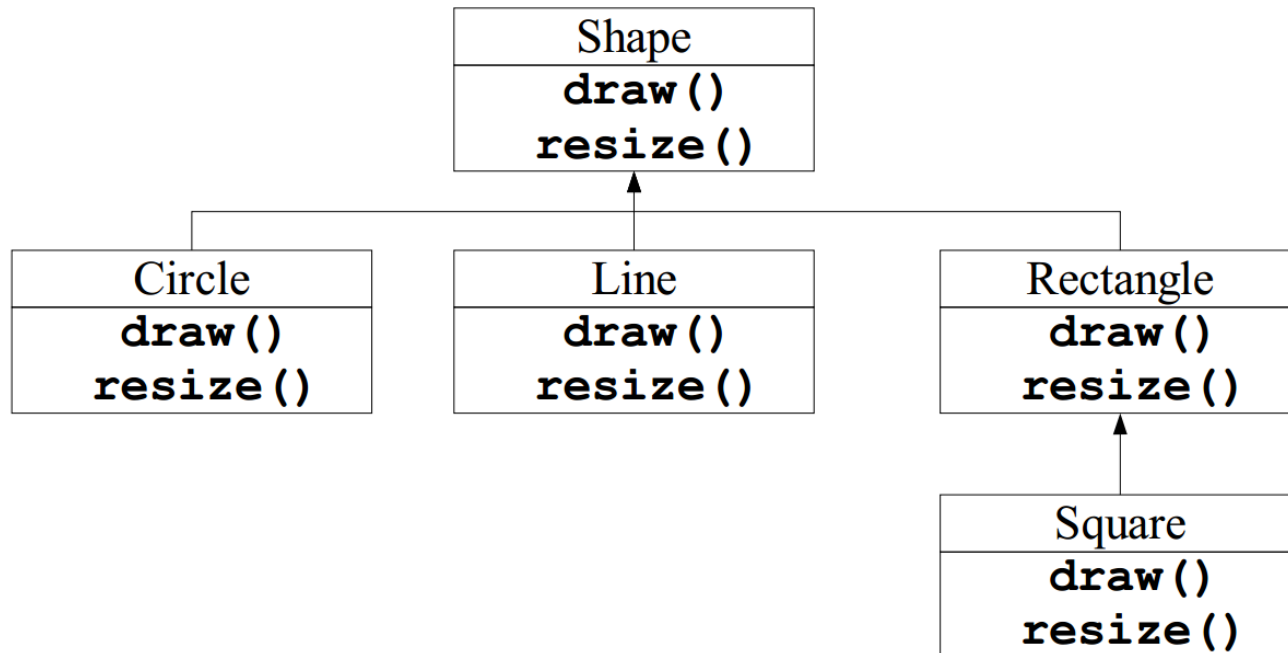 Shape
draw()
resize()
Circle
draw()
resize()
Line
draw()
resize()
Rectangle
draw()
resize()
Square
draw()
resize()